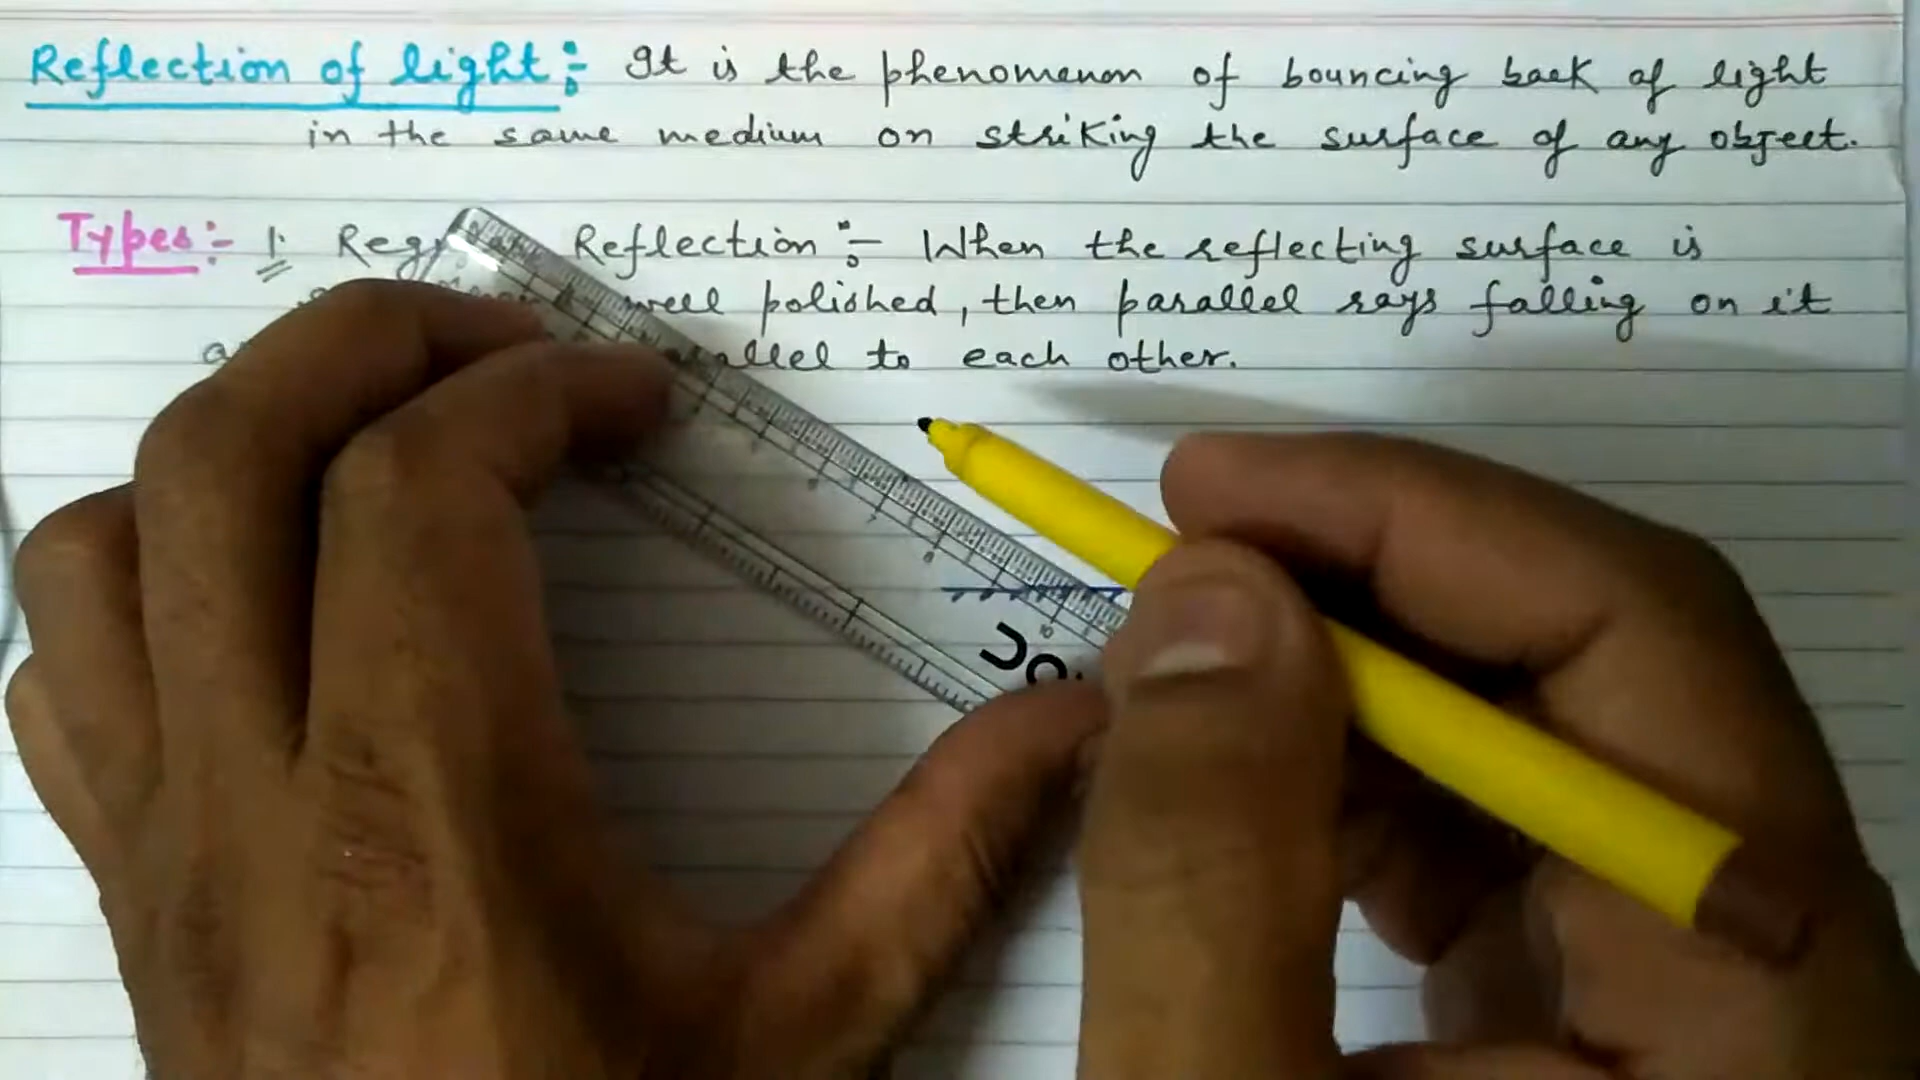 Reflection of light :- It is the phenomenon of bouncing back of light
in the same medium on striking the surface of any object.
Types :- 1. Reflection :- When the reflecting surface is
well polished, then parallel rays falling on it
to each other.
8
10